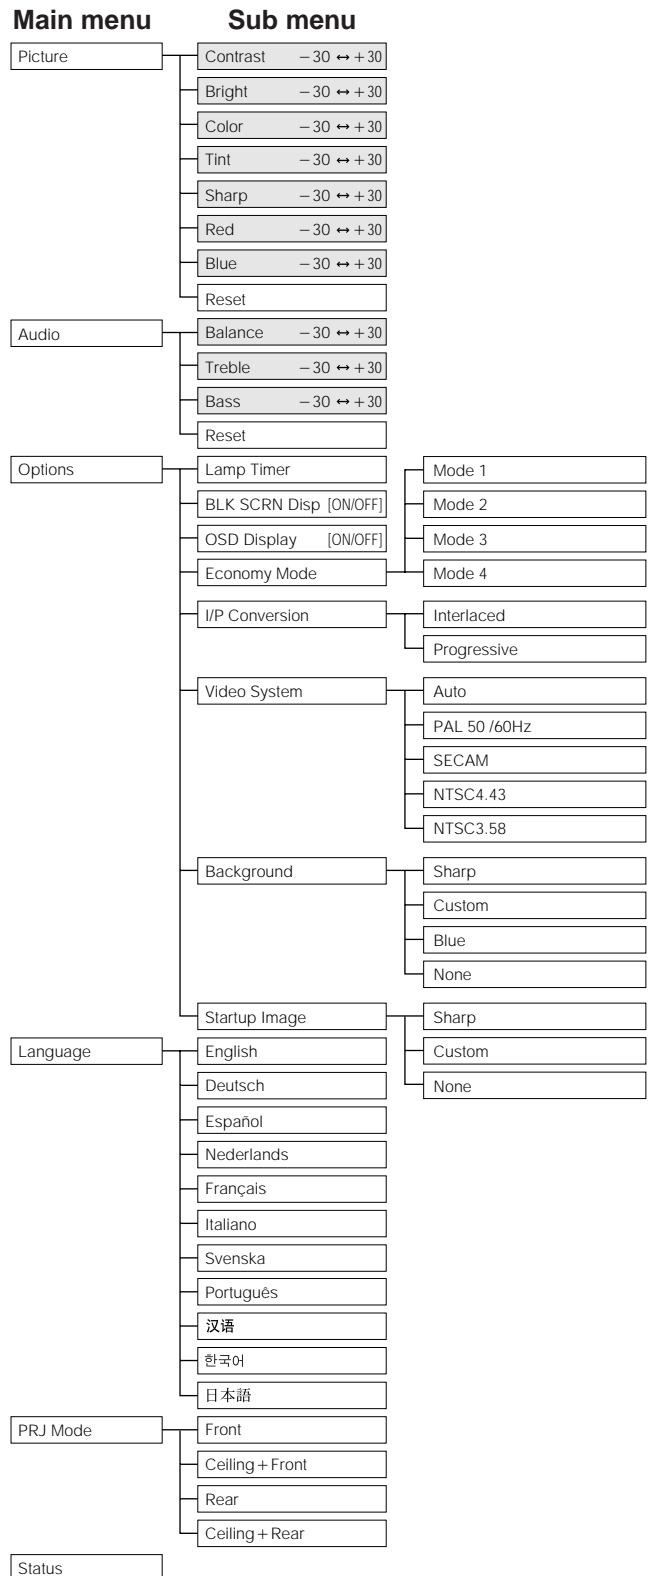 Main menu Sub menu
Picture Contrast −30 ↔ +30
Bright −30 ↔ +30
Color −30 ↔ +30
Tint −30 ↔ +30
Sharp −30 ↔ +30
Red −30 ↔ +30
Blue −30 ↔ +30
Reset
Audio Balance −30 ↔ +30
Treble −30 ↔ +30
Bass −30 ↔ +30
Reset
Options Lamp Timer Mode 1
BLK SCRN Disp [ON/OFF] Mode 2
OSD Display [ON/OFF] Mode 3
Economy Mode Mode 4
I/P Conversion Interlaced
Progressive
Video System Auto
PAL 50 /60Hz
SECAM
NTSC4.43
NTSC3.58
Background Sharp
Custom
Blue
None
Startup Image Sharp
Language English Custom
Deutsch None
Español
Nederlands
Français
Italiano
Svenska
Português
汉语
한국어
日本語
PRJ Mode Front
Ceiling+Front
Rear
Ceiling+Rear
Status